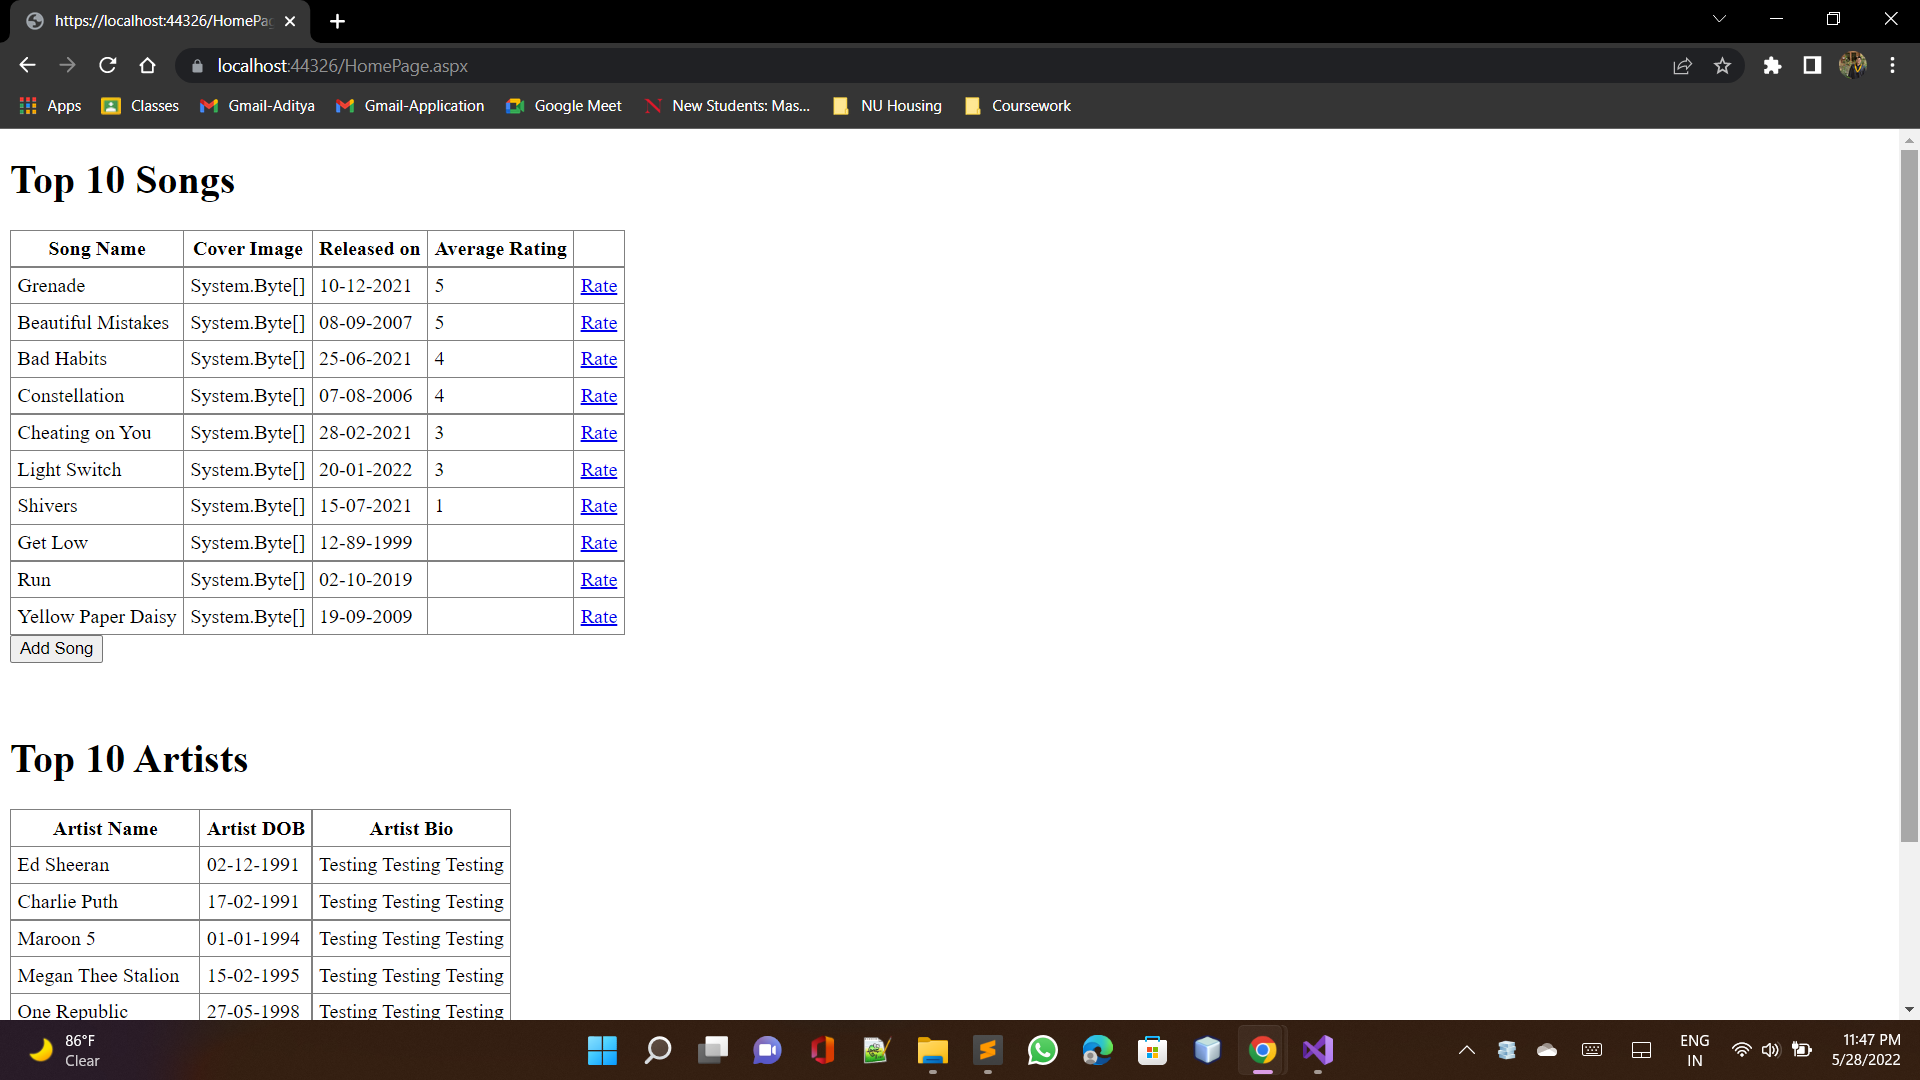 https://localhost:44326/HomePag
localhost:44326/HomePage.aspx
Apps Classes Gmail-Aditya Gmail-Application Google Meet New Students: Mas... NU Housing Coursework
Top 10 Songs
Song Name Cover Image Released on Average Rating
Grenade System.Byte[] 10-12-2021 5 Rate
Beautiful Mistakes System.Byte[] 08-09-2007 5 Rate
Bad Habits System.Byte[] 25-06-2021 4 Rate
Constellation System.Byte[] 07-08-2006 4 Rate
Cheating on You System.Byte[] 28-02-2021 3 Rate
Light Switch System.Byte[] 20-01-2022 3 Rate
Shivers System.Byte[] 15-07-2021 1 Rate
Get Low System.Byte[] 12-89-1999 Rate
Run System.Byte[] 02-10-2019 Rate
Yellow Paper Daisy System.Byte[] 19-09-2009 Rate
Add Song
Top 10 Artists
Artist Name Artist DOB Artist Bio
Ed Sheeran 02-12-1991 Testing Testing Testing
Charlie Puth 17-02-1991 Testing Testing Testing
Maroon 5 01-01-1994 Testing Testing Testing
Megan Thee Stalion 15-02-1995 Testing Testing Testing
One Republic 27-05-1998 Testing Testing Testing
86°F
Clear
ENG
IN
11:47 PM
5/28/2022